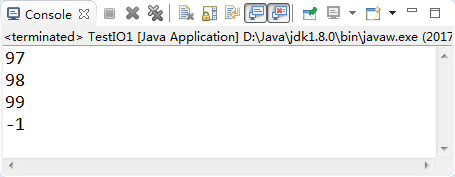 Console
<terminated> TestIO1 [Java Application] D:\Java\jdk1.8.0\bin\javaw.exe (2017
97
98
99
-1